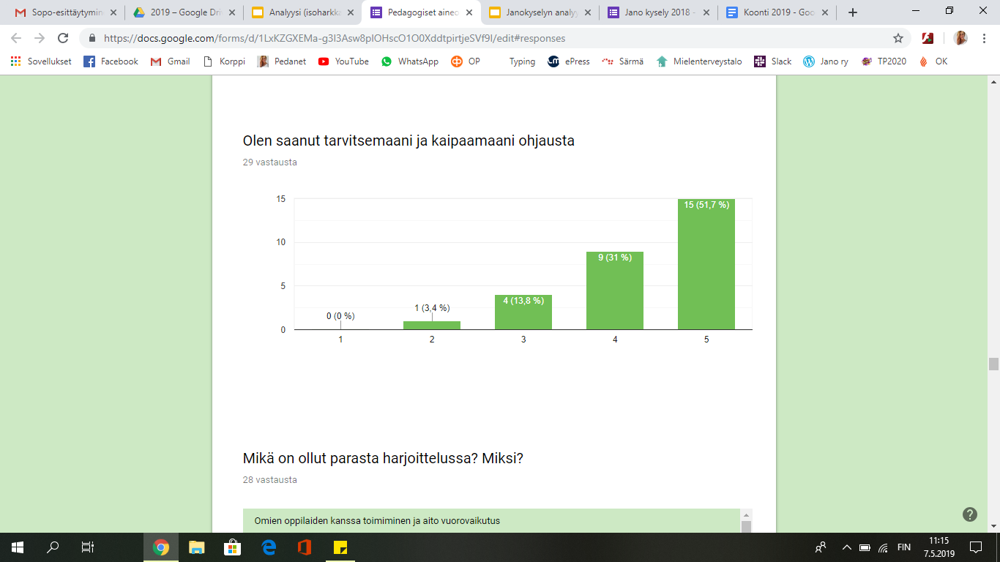 Sopo-esittäytymin
2019 – Google Dri
Analyysi (isoharkka
Pedagogiset aineo
Janokyselyn analyy
Jano kysely 2018 -
Koonti 2019 - Goo
https://docs.google.com/forms/d/1LxKZGXEMa-g3I3Asw8plOHscO1O0XddtpirtjeSVf9I/edit#responses
Sovellukset Facebook Gmail Korppi Pedanet YouTube WhatsApp OP Typing ePress Särmä Mielenterveystalo Slack Jano ry TP2020 OK
Olen saanut tarvitsemaani ja kaipaamaani ohjausta
29 vastausta
15
10
5
0
0 (0 %)
1 (3,4 %)
4 (13,8 %)
9 (31 %)
15 (51,7 %)
1 2 3 4 5
Mikä on ollut parasta harjoittelussa? Miksi?
28 vastausta
Omien oppilaiden kanssa toimiminen ja aito vuorovaikutus
FIN
11:15
7.5.2019